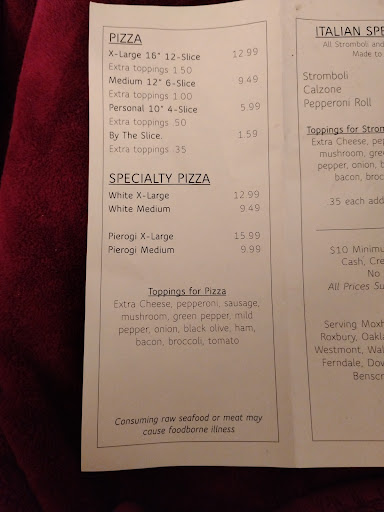 PIZZA
X-Large 16" 12-Slice 12.99
Extra toppings 1.50
Medium 12" 6-Slice 9.49
Extra toppings 1.00
Personal 10" 4-Slice 5.99
Extra toppings .50
By The Slice. 1.59
Extra toppings .35
SPECIALTY PIZZA
White X-Large 12.99
White Medium 9.49
Pierogi X-Large 15.99
Pierogi Medium 9.99
Toppings for Pizza
Extra Cheese, pepperoni, sausage,
mushroom, green pepper, mild
pepper, onion, black olive, ham,
bacon, broccoli, tomato
Consuming raw seafood or meat may
cause foodborne illness
ITALIAN SPE
All Stromboli and
Made to
Stromboli
Calzone
Pepperoni Roll
Toppings for Strom
Extra Cheese, pep
mushroom, gree
pepper, onion, b
bacon, broc
.35 each add
$10 Minimu
Cash, Cre
No
All Prices Su
Serving Moxh
Roxbury, Oakla
Westmont, Wal
Ferndale, Dov
Benscr